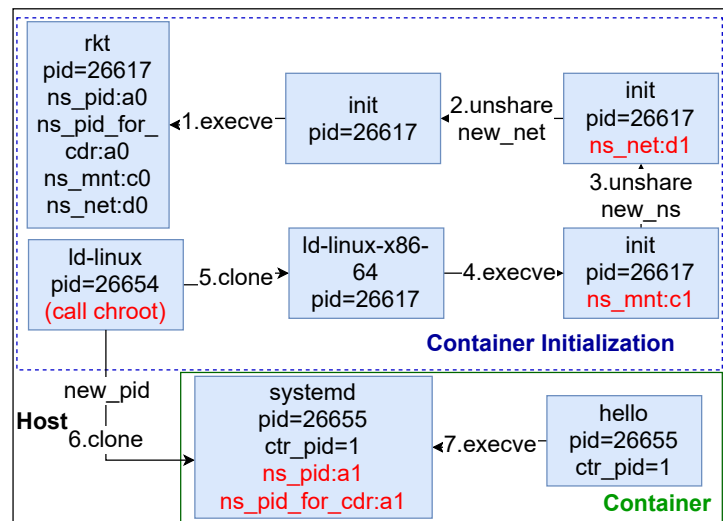 rkt
pid=26617
ns_pid:a0
ns_pid_for_
cdr:a0
ns_mnt:c0
ns_net:d0
1.execve
init
pid=26617
2.unshare
new_net
init
pid=26617
ns_net:d1
3.unshare
new_ns
ld-linux
pid=26654
(call chroot)
5.clone
ld-linux-x86-
64
pid=26617
4.execve
init
pid=26617
ns_mnt:c1
Container Initialization
new_pid
Host
6.clone
systemd
pid=26655
ctr_pid=1
ns_pid:a1
ns_pid_for_cdr:a1
7.execve
hello
pid=26655
ctr_pid=1
Container